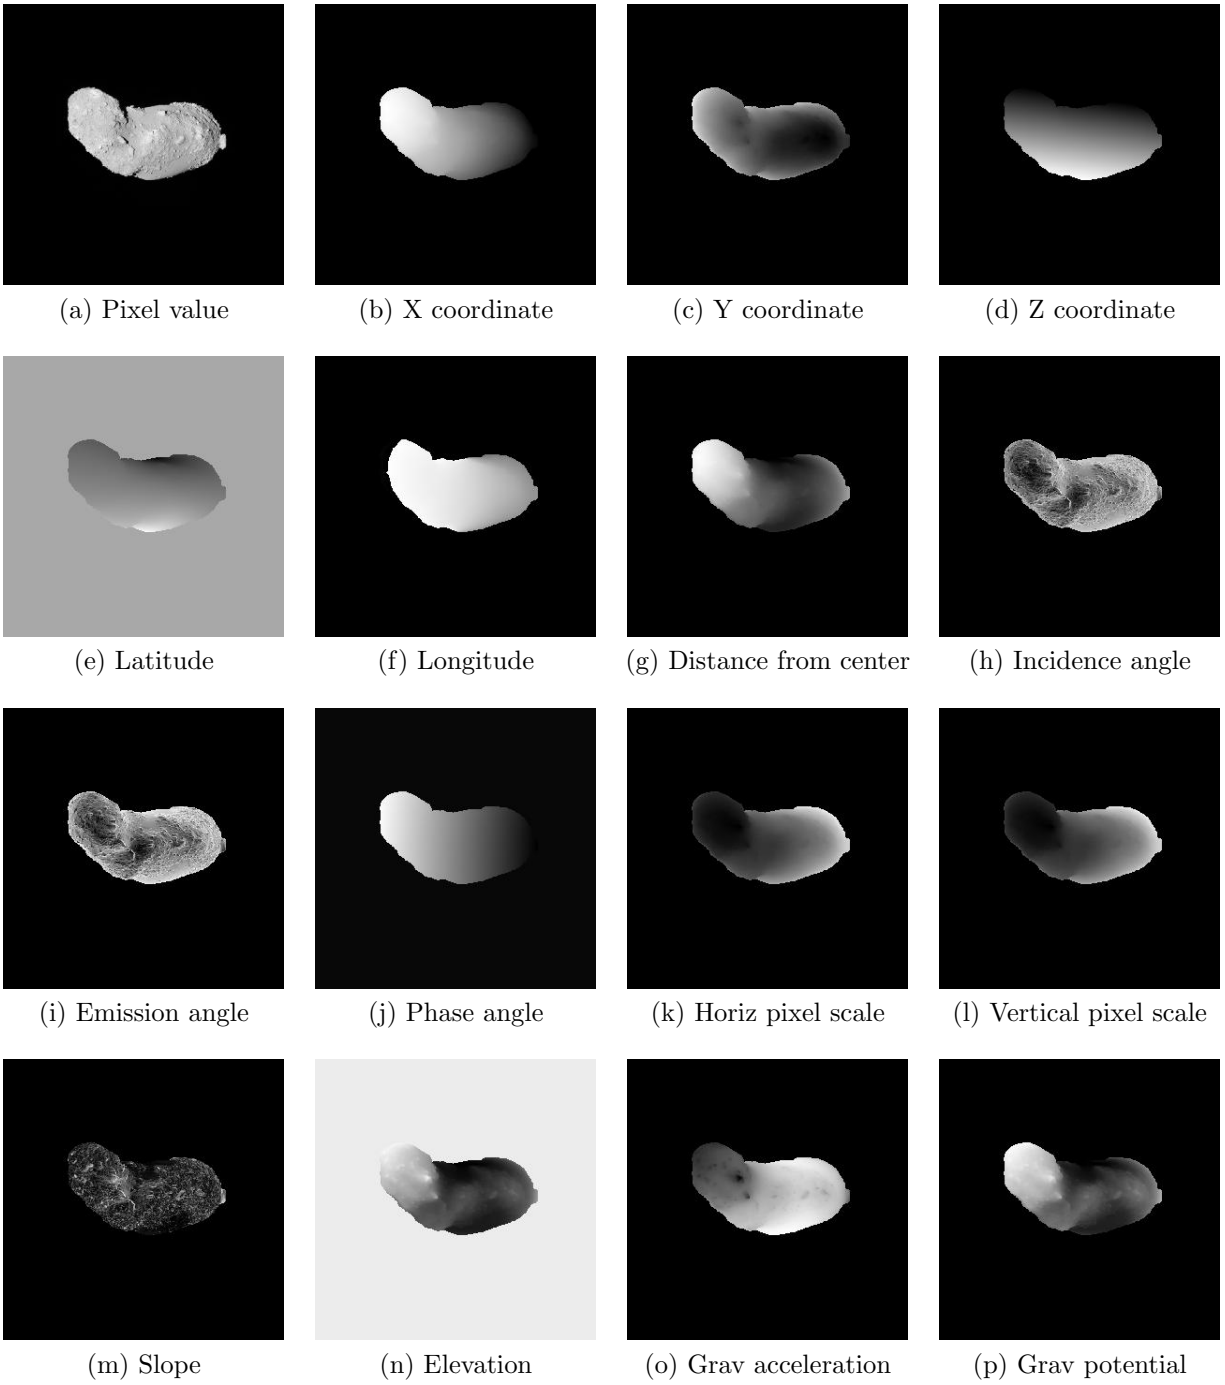 (a) Pixel value
(b) X coordinate
(c) Y coordinate
(d) Z coordinate
(e) Latitude
(f) Longitude
(g) Distance from center
(h) Incidence angle
(i) Emission angle
(j) Phase angle
(k) Horiz pixel scale
(l) Vertical pixel scale
(m) Slope
(n) Elevation
(o) Grav acceleration
(p) Grav potential